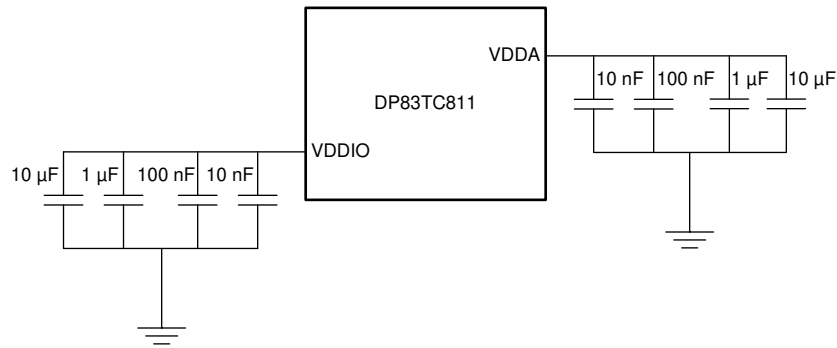 VDDA
10 nF 100 nF 1 µF 10 µF
DP83TC811
VDDIO
10 µF 1 µF 100 nF 10 nF